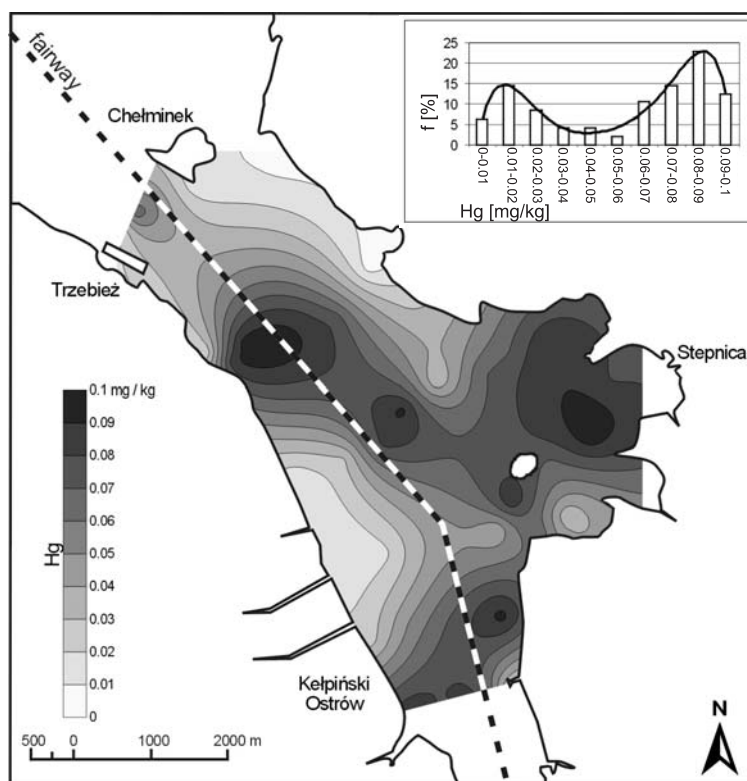 fairway
Chełminek
Trzebież
Stepnica
Kełpiński
Ostrów
25
20
15
10
5
0
f [%]
0-0.01
0.01-0.02
0.02-0.03
0.03-0.04
0.04-0.05
0.05-0.06
0.06-0.07
0.07-0.08
0.08-0.09
0.09-0.1
Hg [mg/kg]
0.1 mg / kg
0.09
0.08
0.07
0.06
0.05
0.04
0.03
0.02
0.01
0
Hg
500 0 1000 2000 m
N